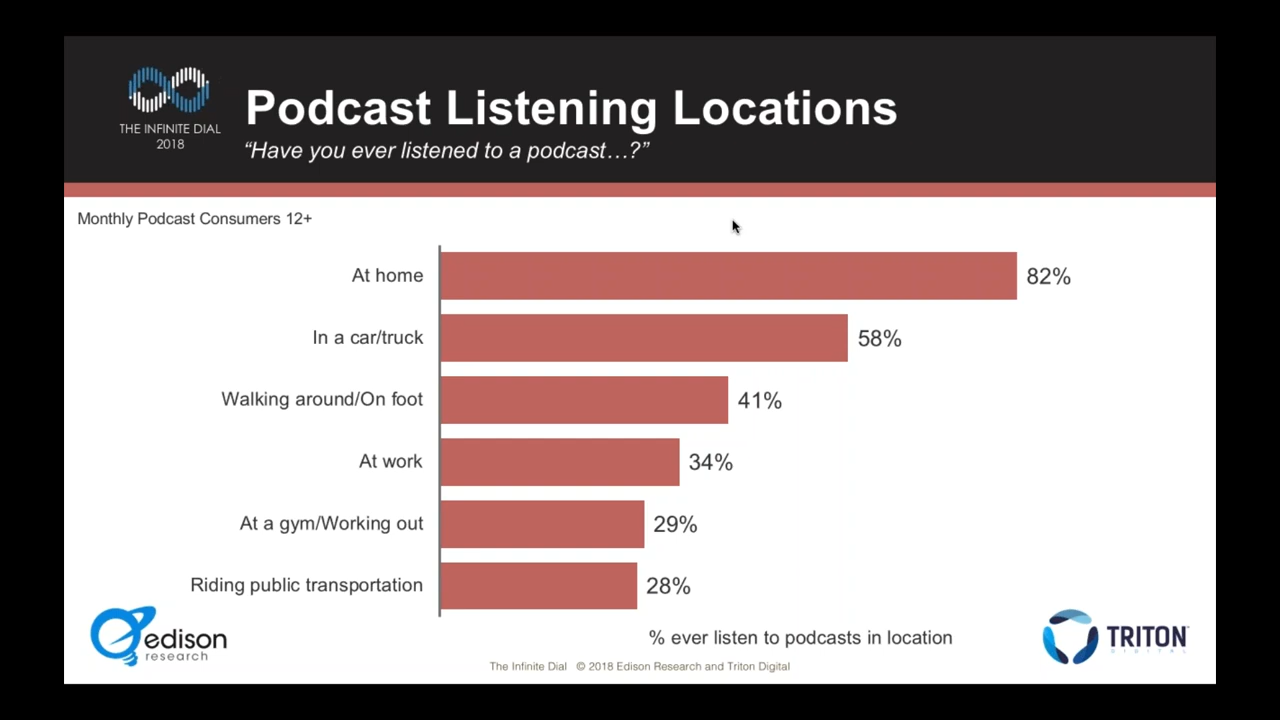 THE INFINITE DIAL
2018
Podcast Listening Locations
“Have you ever listened to a podcast…?”
Monthly Podcast Consumers 12+
At home 82%
In a car/truck 58%
Walking around/On foot 41%
At work 34%
At a gym/Working out 29%
Riding public transportation 28%
edison
research
% ever listen to podcasts in location
TRITON
DIGITAL
The Infinite Dial © 2018 Edison Research and Triton Digital